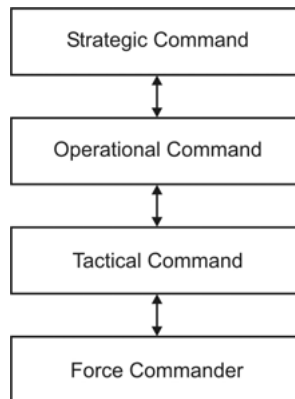 Strategic Command
Operational Command
Tactical Command
Force Commander